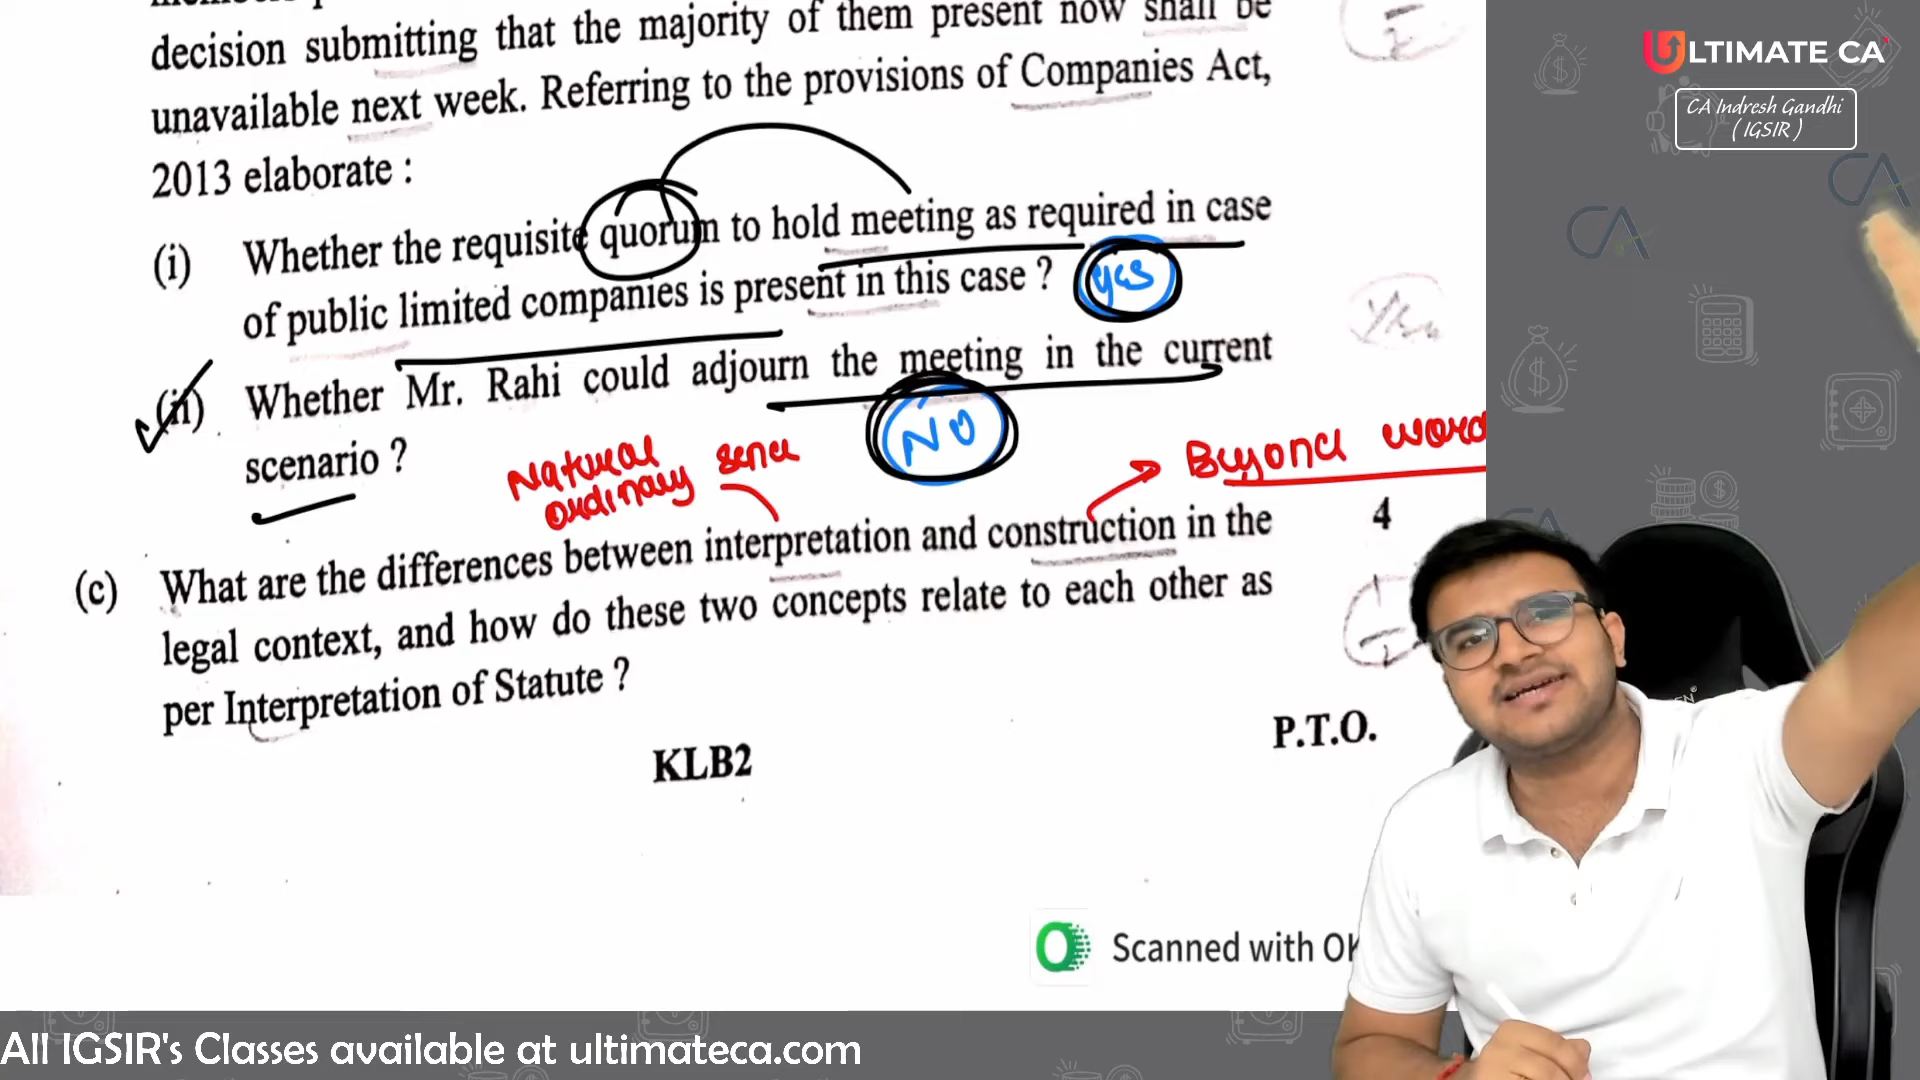 decision submitting that the majority of them present now shall be
unavailable next week. Referring to the provisions of Companies Act,
2013 elaborate :
(i) Whether the requisite quorum to hold meeting as required in case
of public limited companies is present in this case ? yes
(ii) Whether Mr. Rahi could adjourn the meeting in the current
scenario ? NO
Natural
ordinary sence
Beyond
(c) What are the differences between interpretation and construction in the 4
legal context, and how do these two concepts relate to each other as
per Interpretation of Statute ?
KLB2
P.T.O.
Scanned with
ULTIMATE CA
CA Indresh Gandhi
( IGSIR )
CA
CA
All IGSIR's Classes available at ultimateca.com